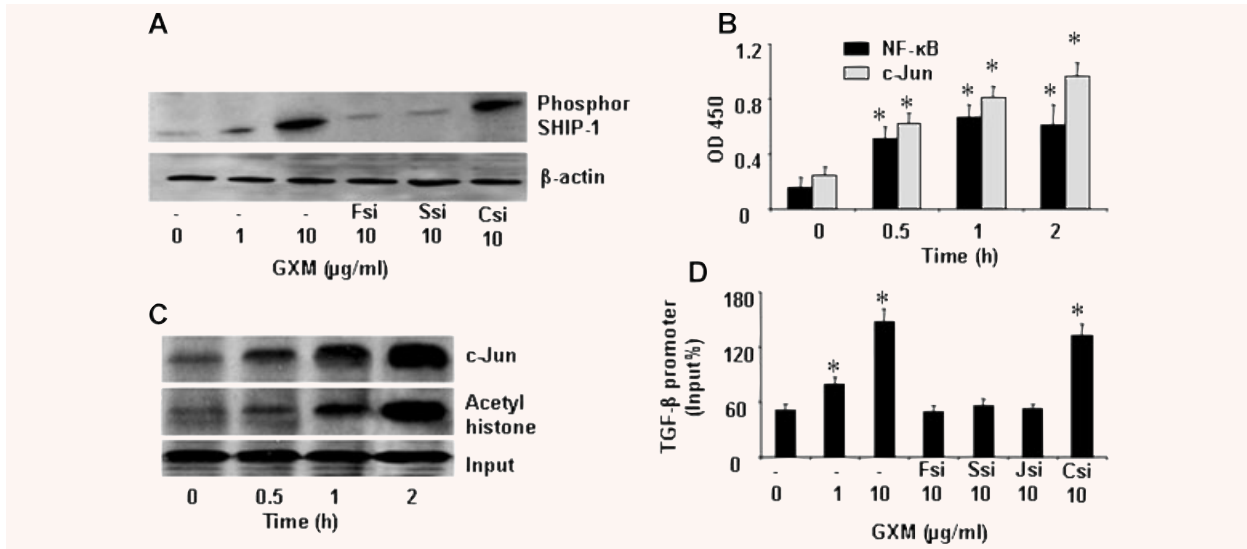 A
Phosphor
SHIP-1
β-actin
- - - Fsi Ssi Csi
0 1 10 10 10 10
GXM (µg/ml)
B
1.2
0.8
0.4
0
OD 450
NF-κB
c-Jun
* * * * * *
0 0.5 1 2
Time (h)
C
c-Jun
Acetyl
histone
Input
0 0.5 1 2
Time (h)
D
180
120
60
0
TGF-β promoter
(Input%)
* * *
- - - Fsi Ssi Jsi Csi
0 1 10 10 10 10 10
GXM (µg/ml)